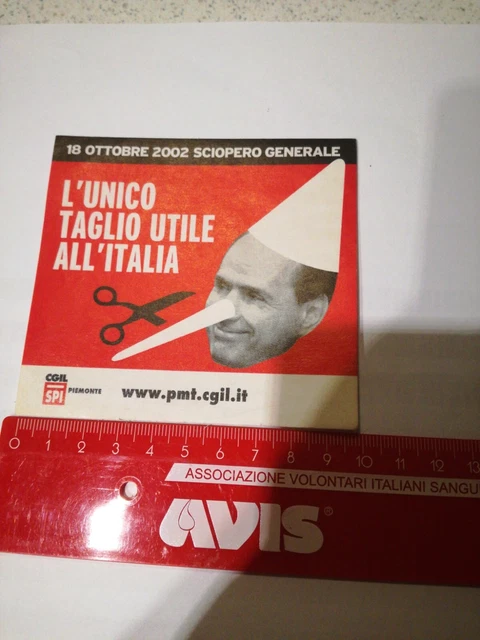 18 OTTOBRE 2002 SCIOPERO GENERALE
L'UNICO
TAGLIO UTILE
ALL'ITALIA
CGIL
SPI PIEMONTE
www.pmt.cgil.it
0 1 2 3 4 5 6 7 8 9 10 11 12 13
ASSOCIAZIONE VOLONTARI ITALIANI SANGU
AVIS®